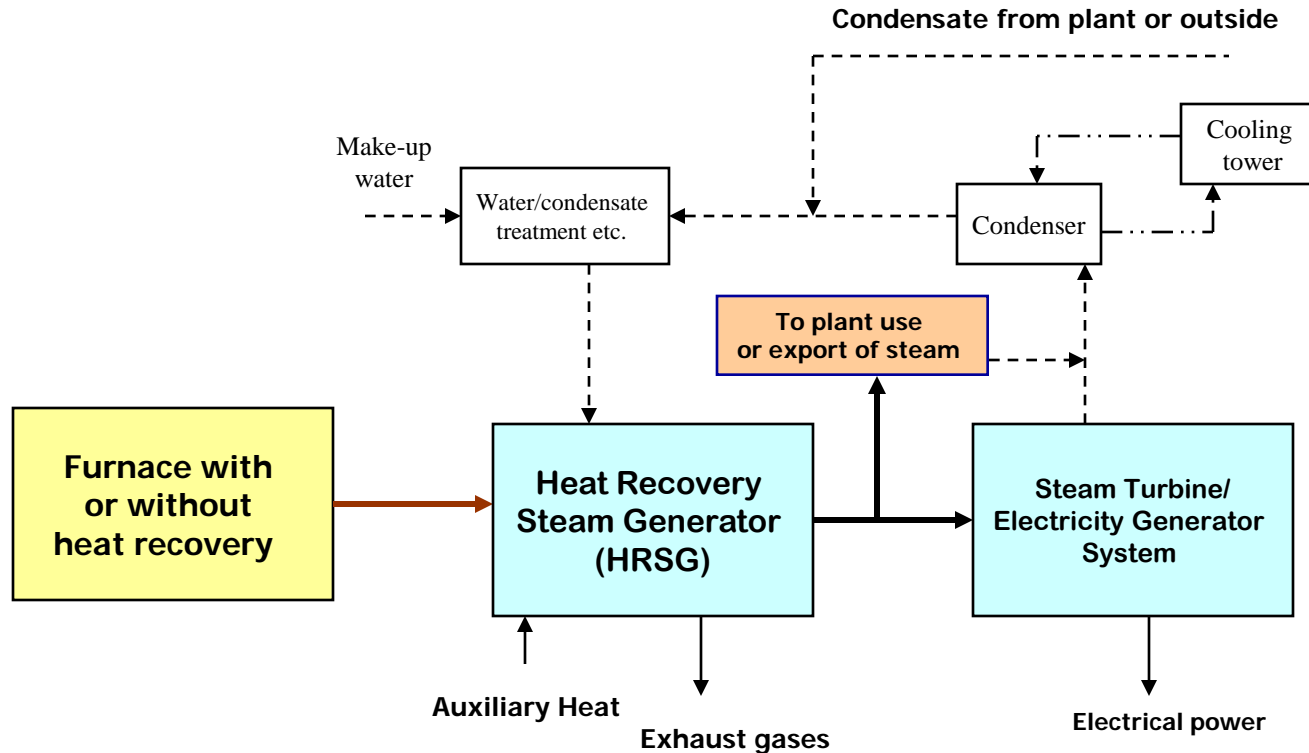 Condensate from plant or outside
Cooling
tower
Make-up
water
Water/condensate
treatment etc.
Condenser
To plant use
or export of steam
Furnace with
or without
heat recovery
Heat Recovery
Steam Generator
(HRSG)
Steam Turbine/
Electricity Generator
System
Auxiliary Heat
Exhaust gases
Electrical power